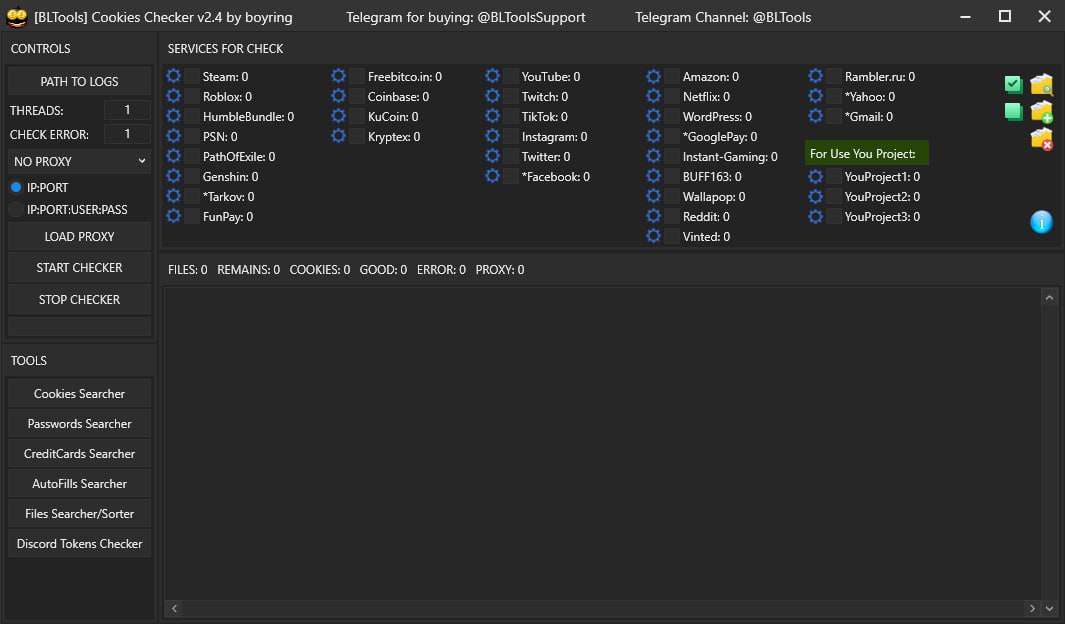 [BLTools] Cookies Checker v2.4 by boyring Telegram for buying: @BLToolsSupport Telegram Channel: @BLTools
CONTROLS
PATH TO LOGS
THREADS: 1
CHECK ERROR: 1
NO PROXY
IP:PORT
IP:PORT:USER:PASS
LOAD PROXY
START CHECKER
STOP CHECKER
TOOLS
Cookies Searcher
Passwords Searcher
CreditCards Searcher
AutoFills Searcher
Files Searcher/Sorter
Discord Tokens Checker
SERVICES FOR CHECK
Steam: 0
Roblox: 0
HumbleBundle: 0
PSN: 0
PathOfExile: 0
Genshin: 0
*Tarkov: 0
FunPay: 0
Freebitco.in: 0
Coinbase: 0
KuCoin: 0
Kryptex: 0
YouTube: 0
Twitch: 0
TikTok: 0
Instagram: 0
Twitter: 0
*Facebook: 0
Amazon: 0
Netflix: 0
WordPress: 0
*GooglePay: 0
Instant-Gaming: 0
BUFF163: 0
Wallapop: 0
Reddit: 0
Vinted: 0
Rambler.ru: 0
*Yahoo: 0
*Gmail: 0
For Use You Project:
YouProject1: 0
YouProject2: 0
YouProject3: 0
FILES: 0 REMAINS: 0 COOKIES: 0 GOOD: 0 ERROR: 0 PROXY: 0